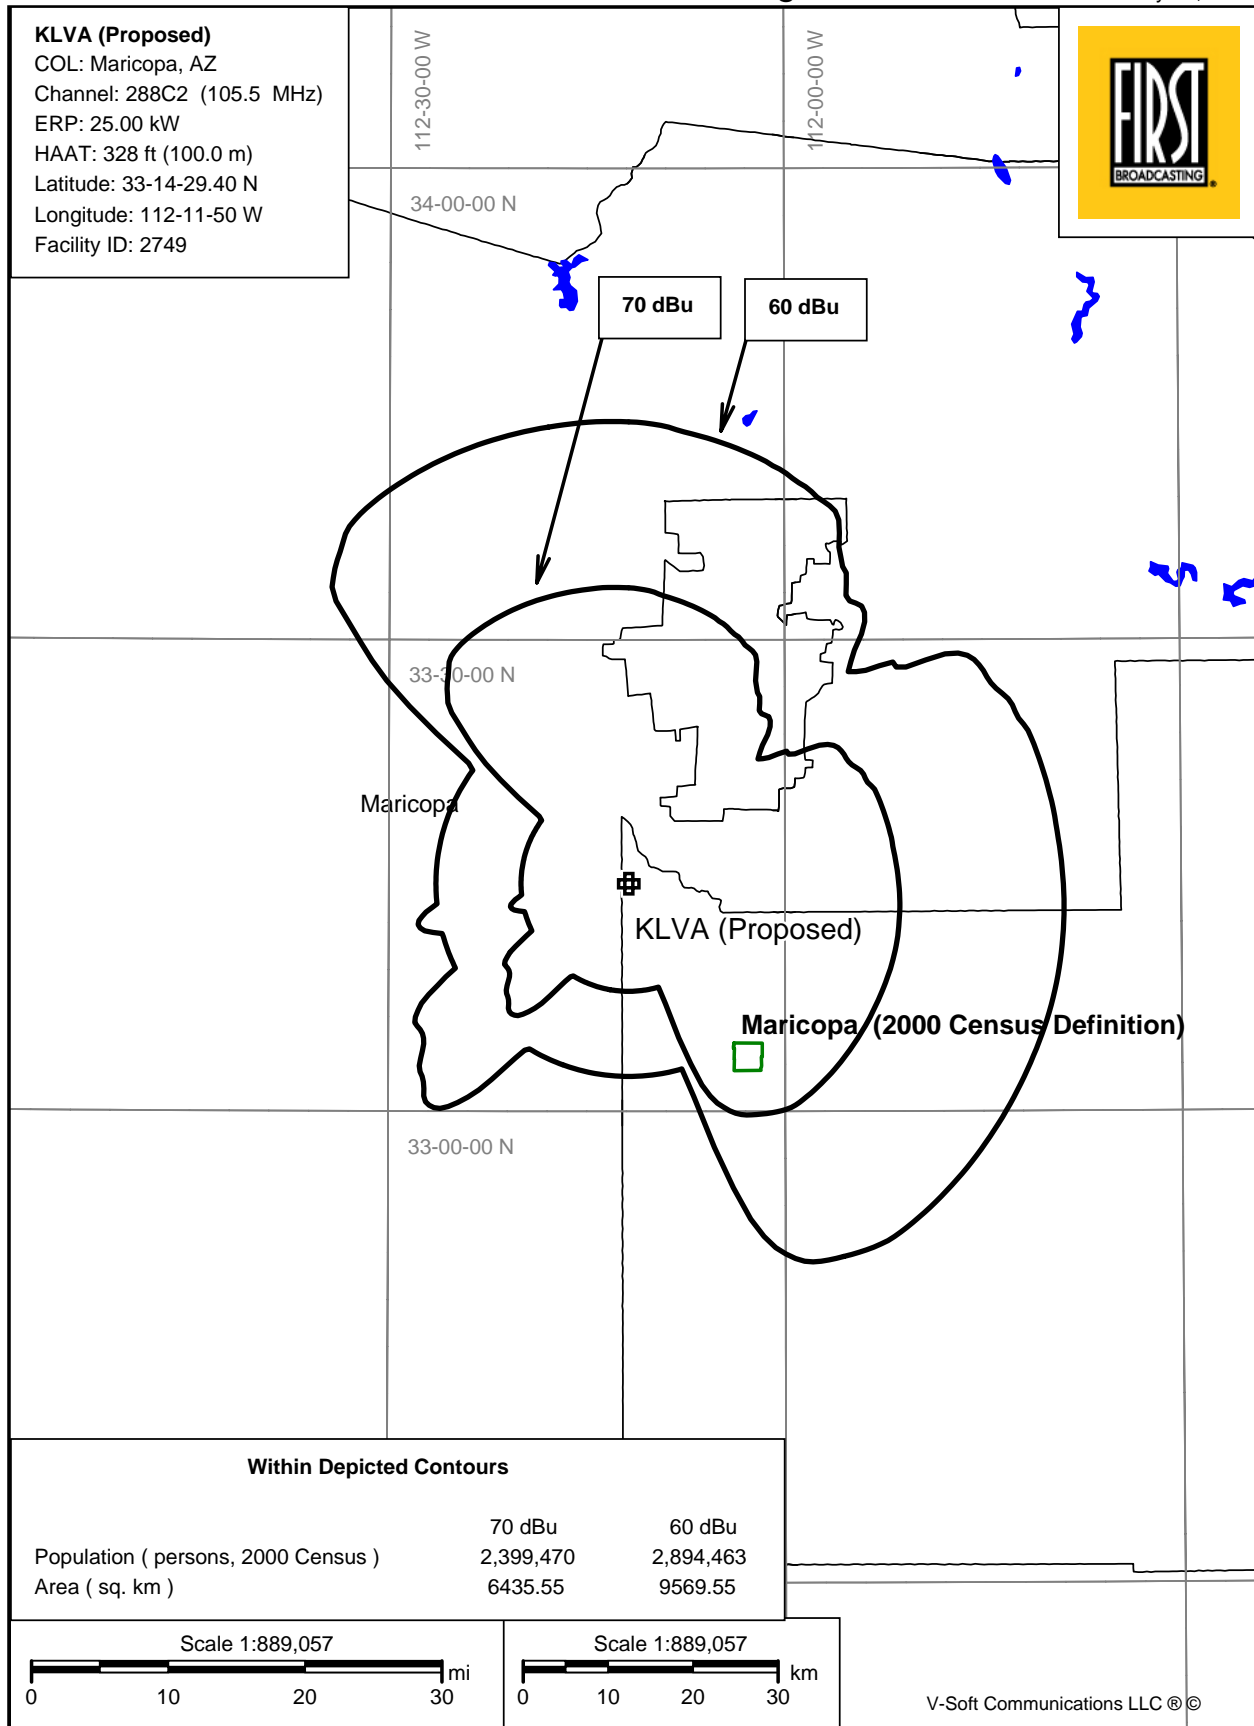 KLVA (Proposed)
COL: Maricopa, AZ
Channel: 288C2 (105.5 MHz)
ERP: 25.00 kW
HAAT: 328 ft (100.0 m)
Latitude: 33-14-29.40 N
Longitude: 112-11-50 W
Facility ID: 2749
112-30-00 W
112-00-00 W
FIRST
BROADCASTING
34-00-00 N
70 dBu
60 dBu
33-30-00 N
Maricopa
KLVA (Proposed)
Maricopa (2000 Census Definition)
33-00-00 N
Within Depicted Contours
70 dBu 60 dBu
Population ( persons, 2000 Census ) 2,399,470 2,894,463
Area ( sq. km ) 6435.55 9569.55
Scale 1:889,057
mi
0 10 20 30
Scale 1:889,057
km
0 10 20 30
V-Soft Communications LLC ® ©